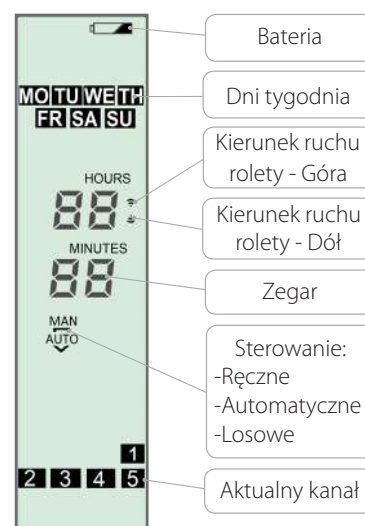 Bateria
MO TU WE TH
FR SA SU
Dni tygodnia
Kierunek ruchu
rolety - Góra
HOURS
88
Kierunek ruchu
rolety - Dół
MINUTES
88
Zegar
MAN
AUTO
Sterowanie:
-Ręczne
-Automatyczne
-Losowe
1
2 3 4 5
Aktualny kanał